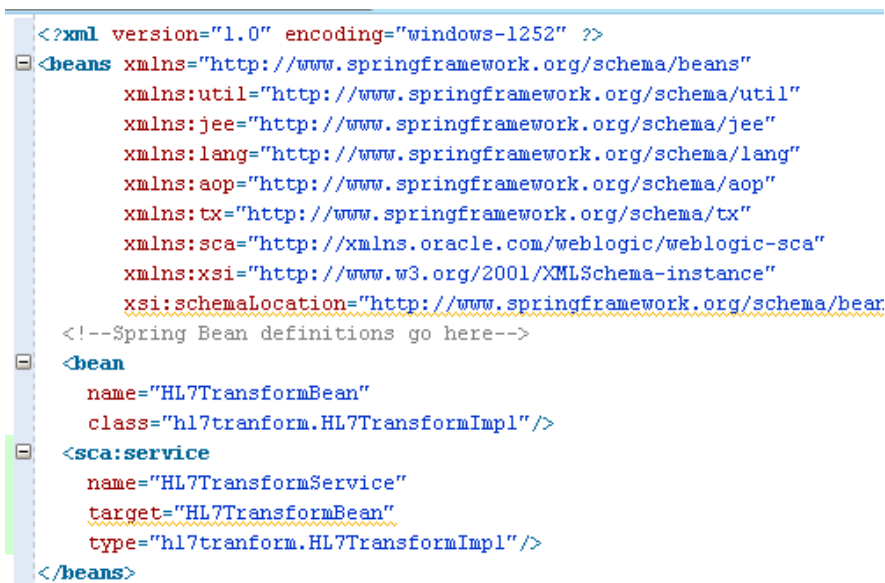 <?xml version="1.0" encoding="windows-1252" ?>
<beans xmlns="http://www.springframework.org/schema/beans"
xmlns:util="http://www.springframework.org/schema/util"
xmlns:jee="http://www.springframework.org/schema/jee"
xmlns:lang="http://www.springframework.org/schema/lang"
xmlns:aop="http://www.springframework.org/schema/aop"
xmlns:tx="http://www.springframework.org/schema/tx"
xmlns:sca="http://xmlns.oracle.com/weblogic/weblogic-sca"
xmlns:xsi="http://www.w3.org/2001/XMLSchema-instance"
xsi:schemaLocation="http://www.springframework.org/schema/bean
<!--Spring Bean definitions go here-->
<bean
name="HL7TransformBean"
class="hl7tranform.HL7TransformImpl"/>
<sca:service
name="HL7TransformService"
target="HL7TransformBean"
type="hl7tranform.HL7TransformImpl"/>
</beans>